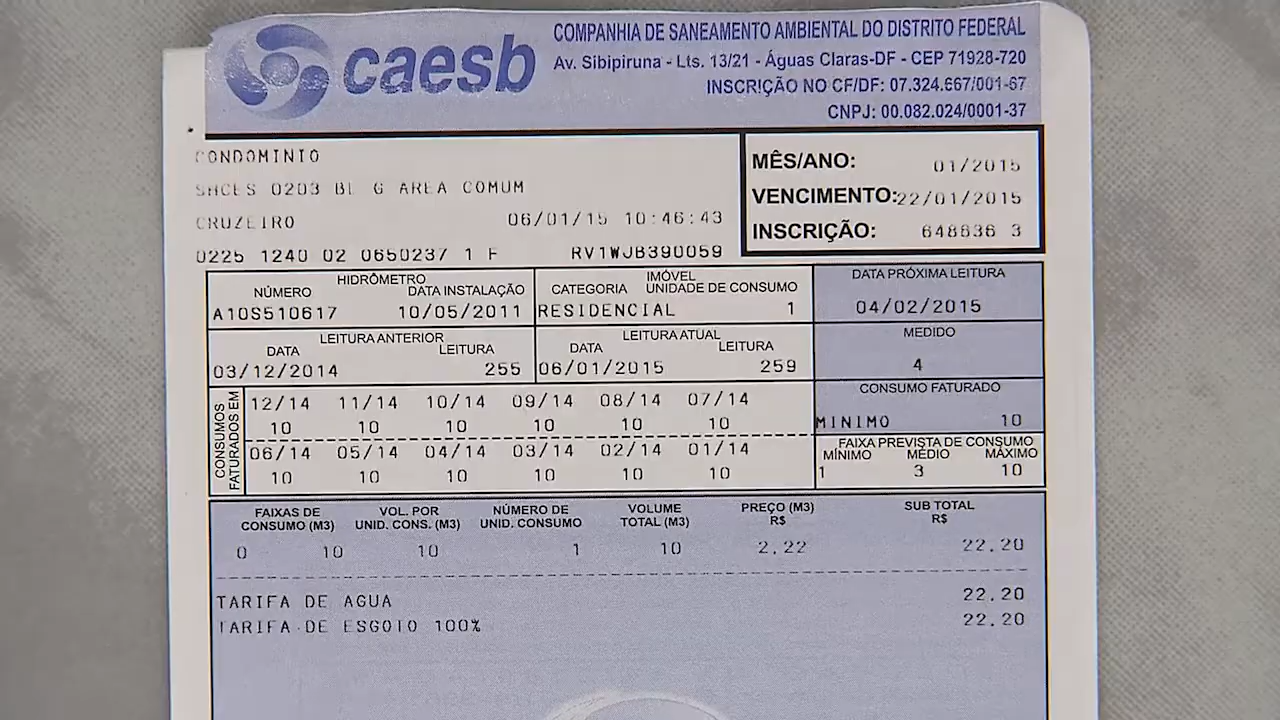 caesb
COMPANHIA DE SANEAMENTO AMBIENTAL DO DISTRITO FEDERAL
Av. Sibipiruna - Lts. 13/21 - Águas Claras-DF - CEP 71928-720
INSCRIÇÃO NO CF/DF: 07.324.667/001-67
CNPJ: 00.082.024/0001-37
CONDOMINIO
SHCES 0203 BL G AREA COMUM
CRUZEIRO 06/01/15 10:46:43
0225 1240 02 0650237 1 F RV1WJB390059
MÊS/ANO: 01/2015
VENCIMENTO: 22/01/2015
INSCRIÇÃO: 648836 3
HIDRÔMETRO
NÚMERO DATA INSTALAÇÃO
A10S510617 10/05/2011
IMÓVEL
CATEGORIA UNIDADE DE CONSUMO
RESIDENCIAL 1
DATA PRÓXIMA LEITURA
04/02/2015
LEITURA ANTERIOR
DATA LEITURA
03/12/2014 255
LEITURA ATUAL
DATA LEITURA
06/01/2015 259
MEDIDO
4
CONSUMOS FATURADOS EM
12/14 11/14 10/14 09/14 08/14 07/14
10 10 10 10 10 10
06/14 05/14 04/14 03/14 02/14 01/14
10 10 10 10 10 10
CONSUMO FATURADO
MINIMO 10
FAIXA PREVISTA DE CONSUMO
MÍNIMO MÉDIO MÁXIMO
1 3 10
FAIXAS DE CONSUMO (M3) VOL. POR UNID. CONS. (M3) NÚMERO DE UNID. CONSUMO VOLUME TOTAL (M3) PREÇO (M3) R$ SUB TOTAL R$
0 10 10 1 10 2,22 22,20
TARIFA DE AGUA 22,20
TARIFA DE ESGOTO 100% 22,20